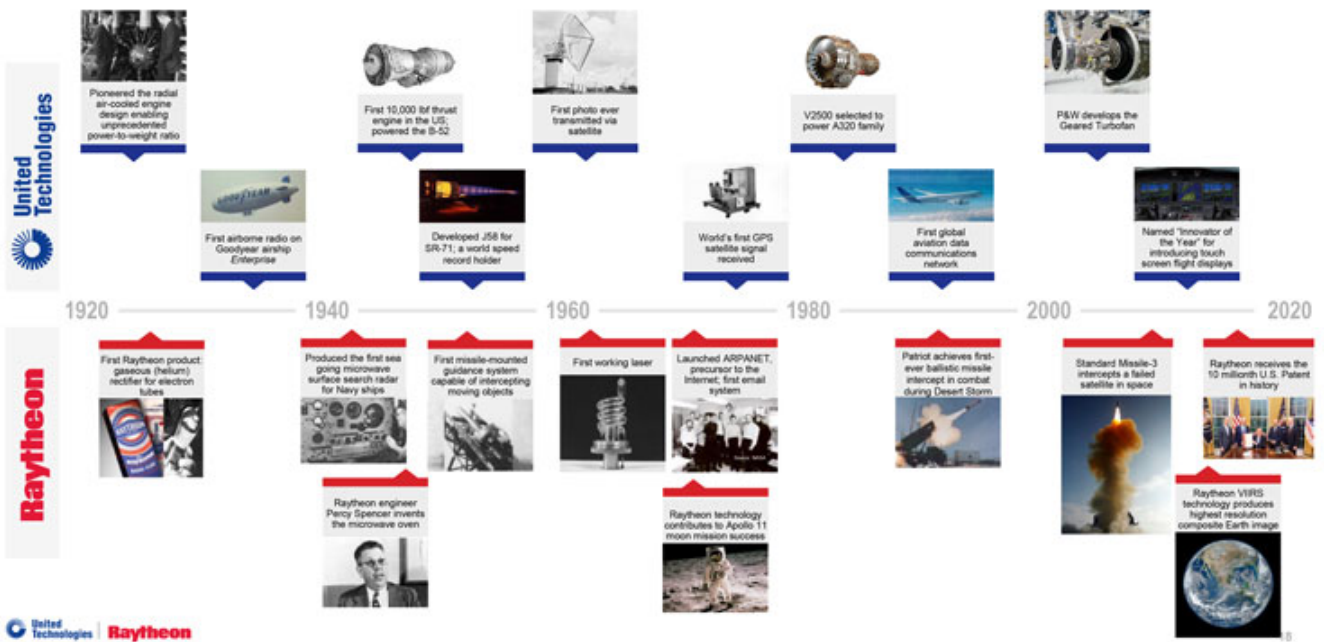 United
Technologies
Pioneered the radial
air-cooled engine
design enabling
unprecedented
power-to-weight ratio
First 10,000 lbf thrust
engine in the US;
powered the B-52
First photo ever
transmitted via
satellite
V2500 selected to
power A320 family
P&W develops the
Geared Turbofan
GOODYEAR
First airborne radio on
Goodyear airship
Enterprise
Developed J58 for
SR-71; a world speed
record holder
World's first GPS
satellite signal
received
First global
aviation data
communications
network
Named "Innovator of
the Year" for
introducing touch
screen flight displays
1920
1940
1960
1980
2000
2020
Raytheon
First Raytheon product:
gaseous (helium)
rectifier for electron
tubes
RAYTHEON
Produced the first sea
going microwave
surface search radar
for Navy ships
First missile-mounted
guidance system
capable of intercepting
moving objects
First working laser
Launched ARPANET,
precursor to the
Internet; first email
system
Patriot achieves first-
ever ballistic missile
intercept in combat
during Desert Storm
Standard Missile-3
intercepts a failed
satellite in space
Raytheon receives the
10 millionth U.S. Patent
in history
Raytheon engineer
Percy Spencer invents
the microwave oven
Raytheon technology
contributes to Apollo 11
moon mission success
Raytheon VIIRS
technology produces
highest resolution
composite Earth image
United
Technologies
Raytheon